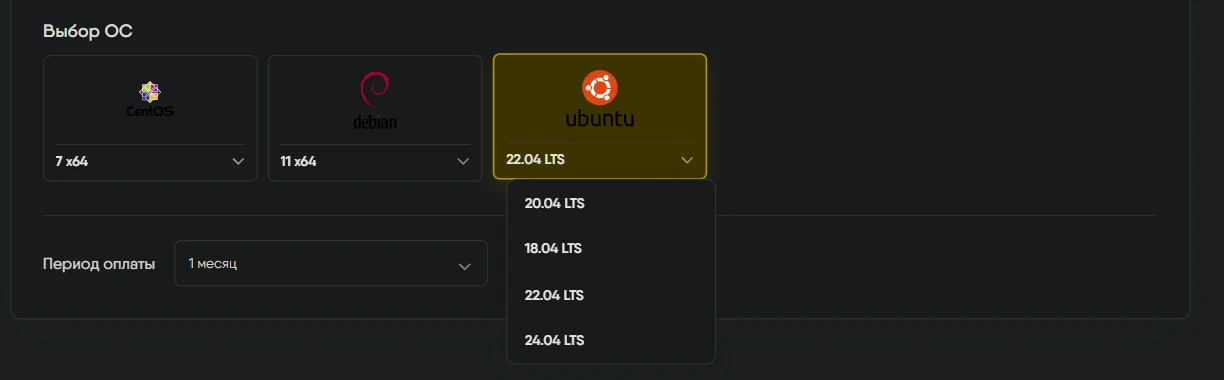 Выбор ОС
CentOS
debian
ubuntu
7 x64
11 x64
22.04 LTS
20.04 LTS
18.04 LTS
22.04 LTS
24.04 LTS
Период оплаты
1 месяц